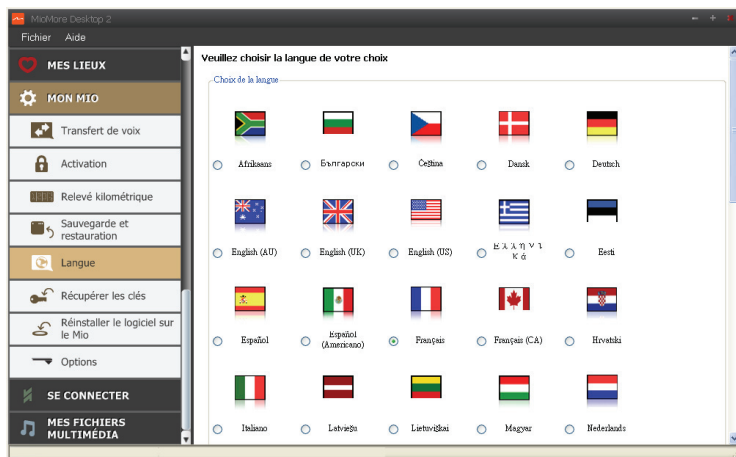 MioMore Desktop 2
Fichier Aide
MES LIEUX
MON MIO
Transfert de voix
Activation
Relevé kilométrique
Sauvegarde et
restauration
Langue
Récupérer les clés
Réinstaller le logiciel sur
le Mio
Options
SE CONNECTER
MES FICHIERS
MULTIMÉDIA
Veuillez choisir la langue de votre choix
Choix de la langue
Afrikaans Български Čeština Dansk Deutsch
English (AU) English (UK) English (US) Ελληνι
κά Eesti
Español Español
(Americano) Français Français (CA) Hrvatski
Italiano Latviešu Lietuviškai Magyar Nederlands